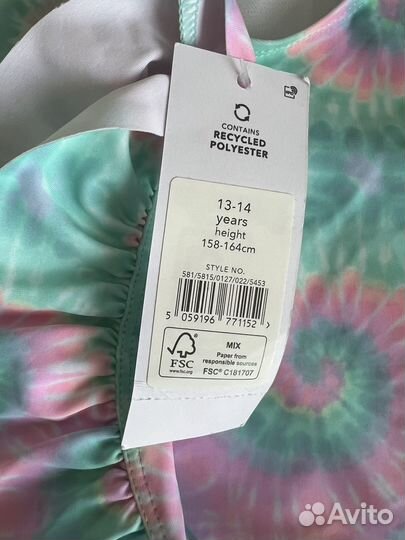 CONTAINS
RECYCLED
POLYESTER
13-14
years
height
158-164cm
STYLE NO.
581/5815/0127/022/S453
5 059196 771152 >
FSC
www.fsc.org
MIX
Paper from
responsible sources
FSC® C181707
Avito